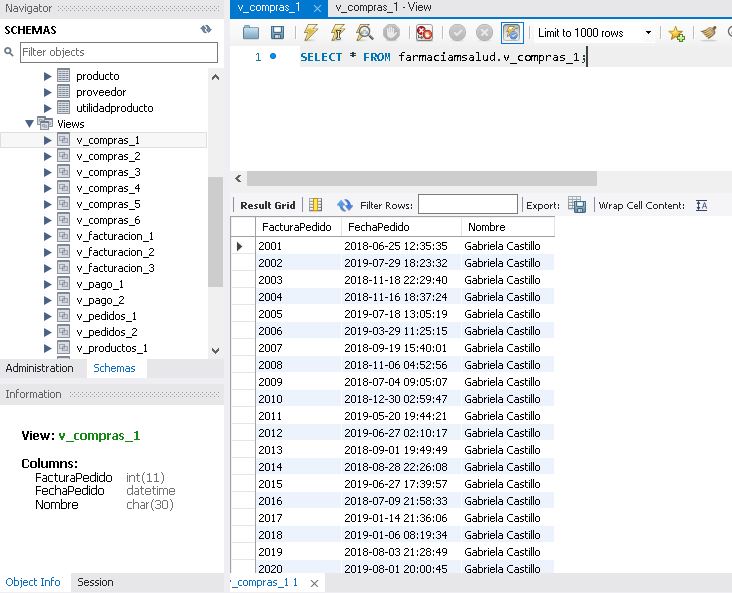 Navigator
SCHEMAS
Filter objects
producto
proveedor
utilidadproducto
Views
v_compras_1
v_compras_2
v_compras_3
v_compras_4
v_compras_5
v_compras_6
v_facturacion_1
v_facturacion_2
v_facturacion_3
v_pago_1
v_pago_2
v_pedidos_1
v_pedidos_2
v_productos_1
Administration Schemas
Information
View: v_compras_1
Columns:
FacturaPedido int(11)
FechaPedido datetime
Nombre char(30)
Object Info Session
v_compras_1 v_compras_1 - View
Limit to 1000 rows
1 SELECT * FROM farmaciamsalud.v_compras_1;
Result Grid Filter Rows: Export: Wrap Cell Content:
FacturaPedido FechaPedido Nombre
2001 2018-06-25 12:35:35 Gabriela Castillo
2002 2019-07-29 18:23:32 Gabriela Castillo
2003 2018-11-18 22:29:40 Gabriela Castillo
2004 2018-11-16 18:37:24 Gabriela Castillo
2005 2019-07-18 13:05:19 Gabriela Castillo
2006 2019-03-29 11:25:15 Gabriela Castillo
2007 2018-09-19 15:40:01 Gabriela Castillo
2008 2018-11-06 04:52:56 Gabriela Castillo
2009 2018-07-04 09:05:07 Gabriela Castillo
2010 2018-12-30 02:59:47 Gabriela Castillo
2011 2019-05-20 19:44:21 Gabriela Castillo
2012 2019-06-27 02:10:17 Gabriela Castillo
2013 2018-09-01 19:49:49 Gabriela Castillo
2014 2018-08-28 22:26:08 Gabriela Castillo
2015 2019-06-27 17:39:57 Gabriela Castillo
2016 2018-07-09 21:58:33 Gabriela Castillo
2017 2019-01-14 21:36:06 Gabriela Castillo
2018 2019-01-06 08:19:34 Gabriela Castillo
2019 2018-08-03 21:28:49 Gabriela Castillo
2020 2019-08-01 20:00:45 Gabriela Castillo
_compras_1 1